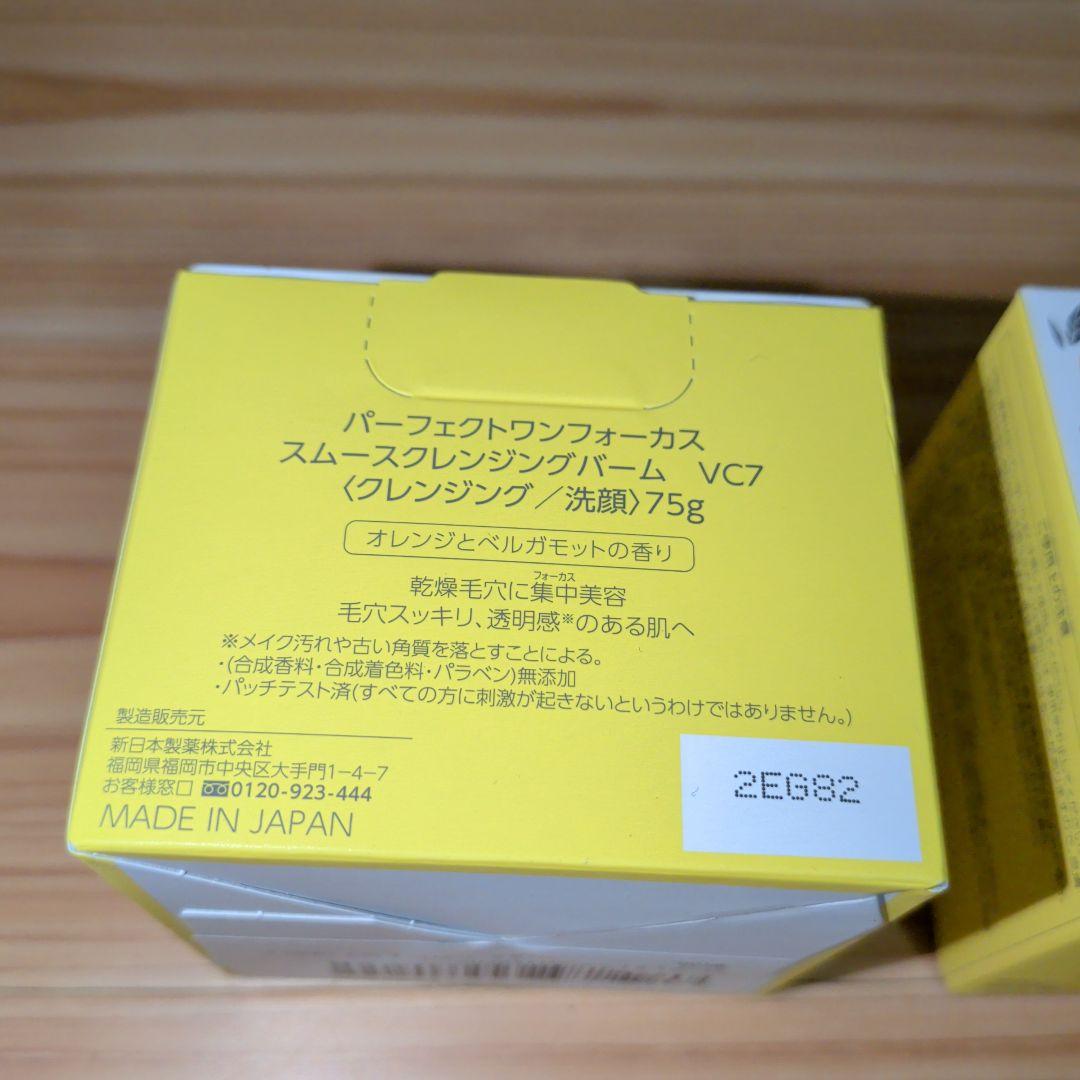 パーフェクトワンフォーカス
スムースクレンジングバーム　VC7
〈クレンジング／洗顔〉75g
オレンジとベルガモットの香り
フォーカス
乾燥毛穴に集中美容
毛穴スッキリ、透明感※のある肌へ
※メイク汚れや古い角質を落とすことによる。
・(合成香料・合成着色料・パラベン)無添加
・パッチテスト済(すべての方に刺激が起きないというわけではありません。)
製造販売元
新日本製薬株式会社
福岡県福岡市中央区大手門1-4-7
お客様窓口 0120-923-444
MADE IN JAPAN
2EG82